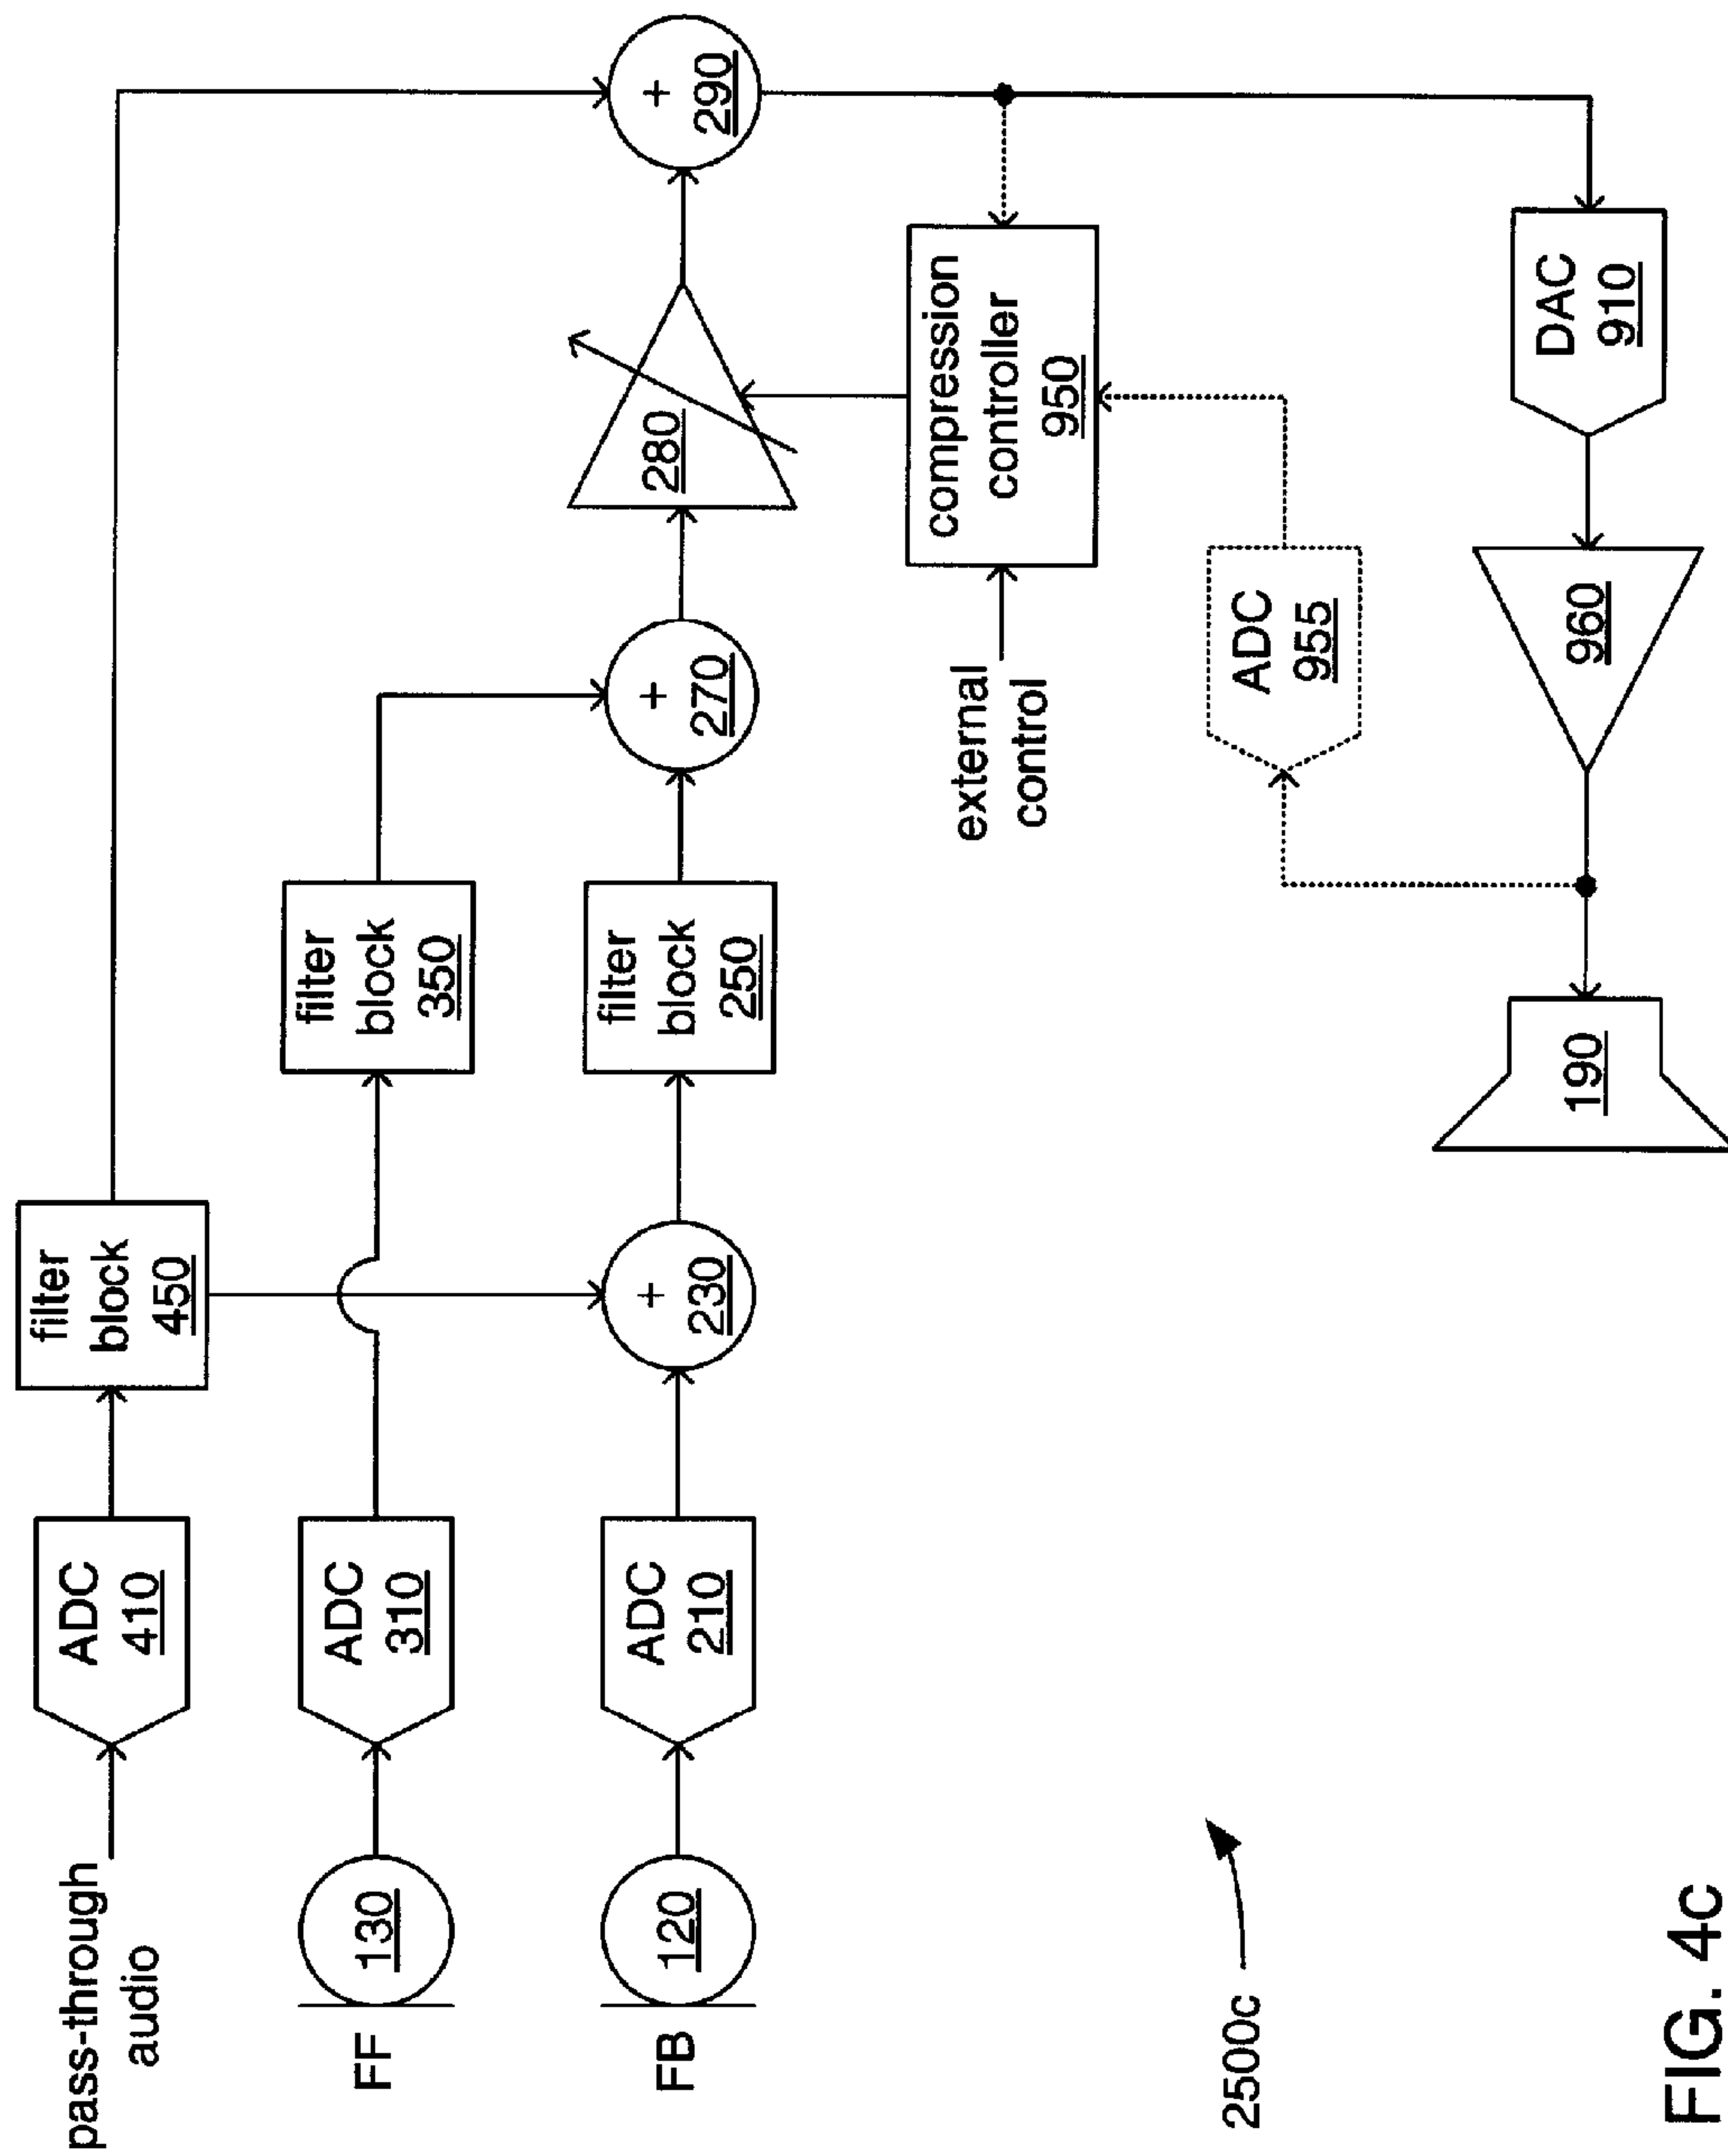 pass-through
audio
ADC
410
filter
block
450
FF
130
ADC
310
filter
block
350
FB
120
ADC
210
+
230
filter
block
250
+
270
280
+
290
external
control
compression
controller
950
ADC
955
190
960
DAC
910
2500c
FIG. 4c